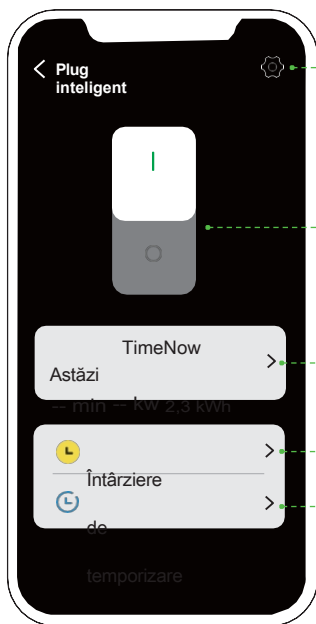 Plug
inteligent
TimeNow
Astăzi
-- min -- kw 2,3 kWh
Întârziere
de
temporizare